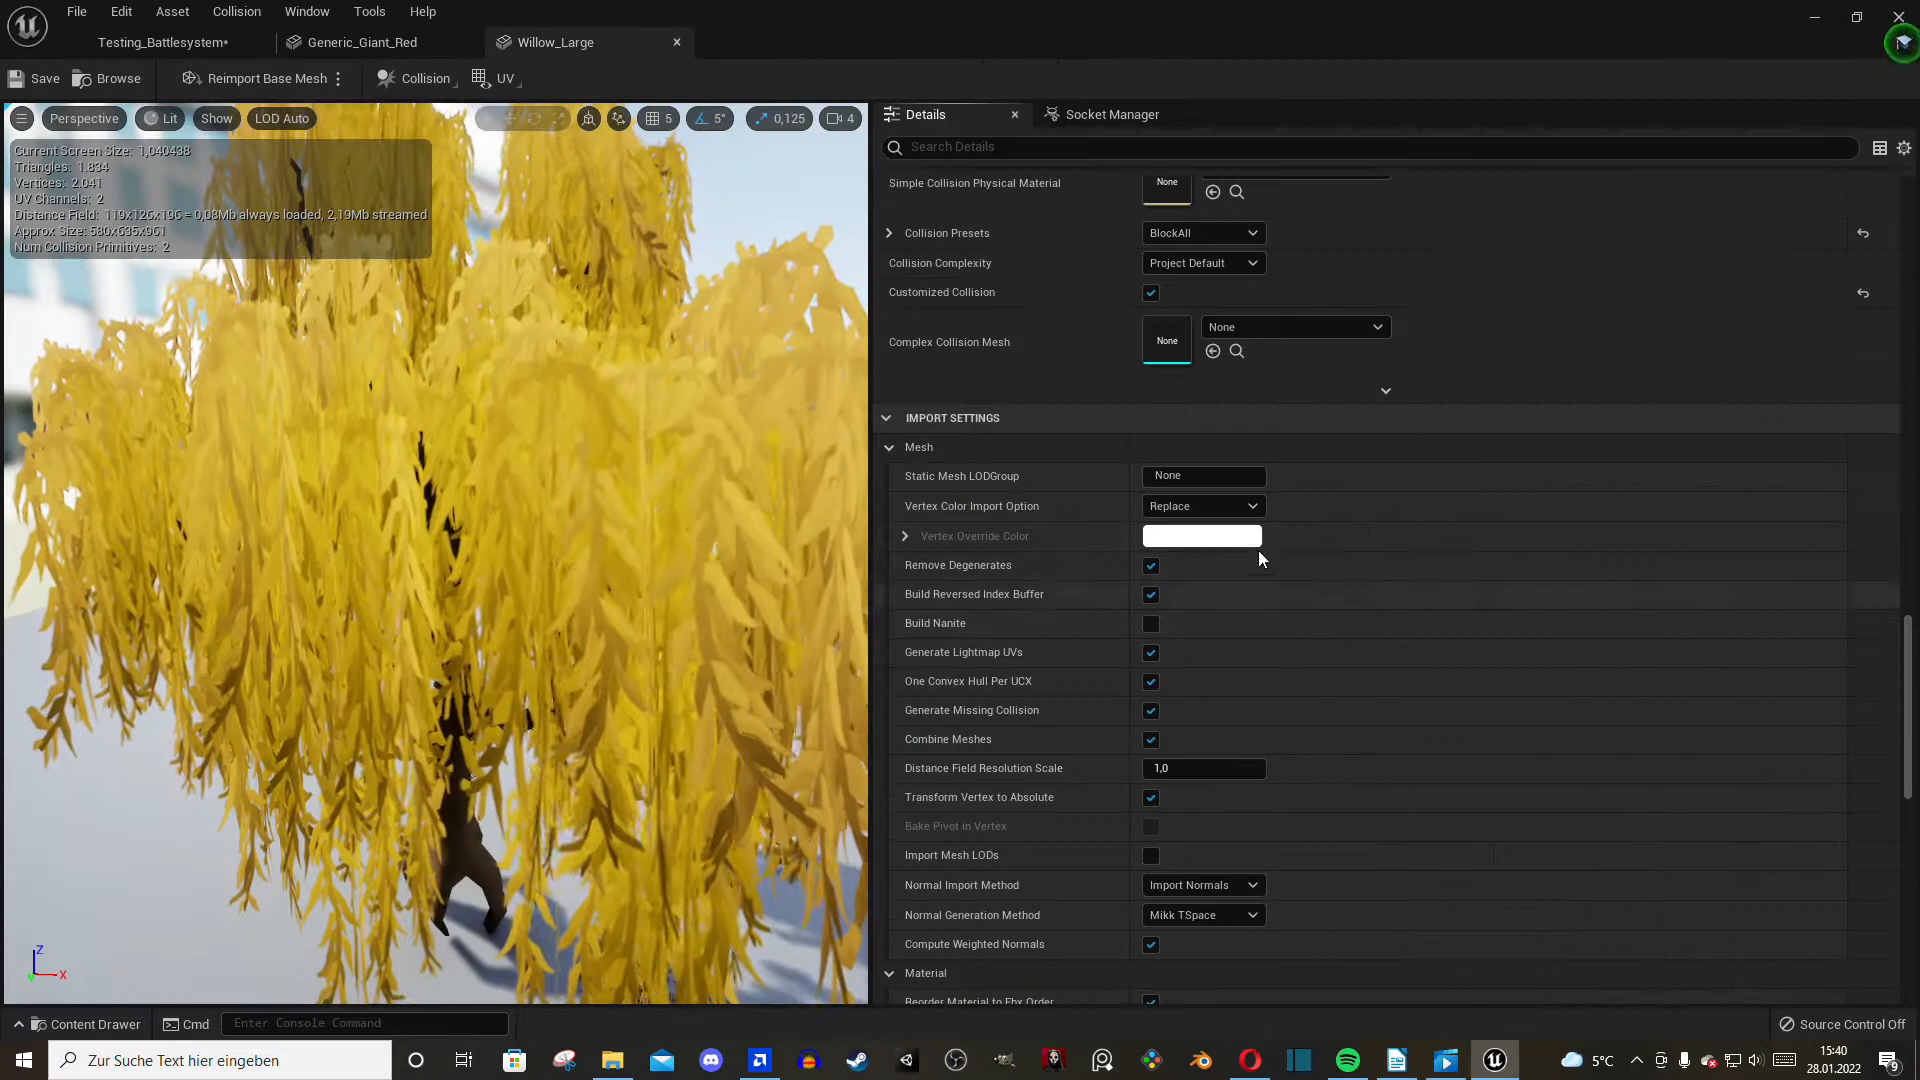 File Edit Asset Collision Window Tools Help
Testing_Battlesystem* Generic_Giant_Red Willow_Large
Save Browse Reimport Base Mesh Collision UV
Perspective Lit Show LOD Auto 5 5° 0,125 4
Current Screen Size: 1,040438
Triangles: 1.834
Vertices: 2.041
UV Channels: 2
Distance Field: 119x126x196 = 0,08Mb always loaded, 2,19Mb streamed
Approx Size: 580x635x961
Num Collision Primitives: 2
Z
X
Details Socket Manager
Search Details
Simple Collision Physical Material None
Collision Presets BlockAll
Collision Complexity Project Default
Customized Collision
Complex Collision Mesh None None
IMPORT SETTINGS
Mesh
Static Mesh LODGroup None
Vertex Color Import Option Replace
Vertex Override Color
Remove Degenerates
Build Reversed Index Buffer
Build Nanite
Generate Lightmap UVs
One Convex Hull Per UCX
Generate Missing Collision
Combine Meshes
Distance Field Resolution Scale 1,0
Transform Vertex to Absolute
Bake Pivot in Vertex
Import Mesh LODs
Normal Import Method Import Normals
Normal Generation Method Mikk TSpace
Compute Weighted Normals
Material
Reorder Material to Fbx Order
Content Drawer Cmd Enter Console Command Source Control Off
Zur Suche Text hier eingeben 5°C 15:40
28.01.2022 9